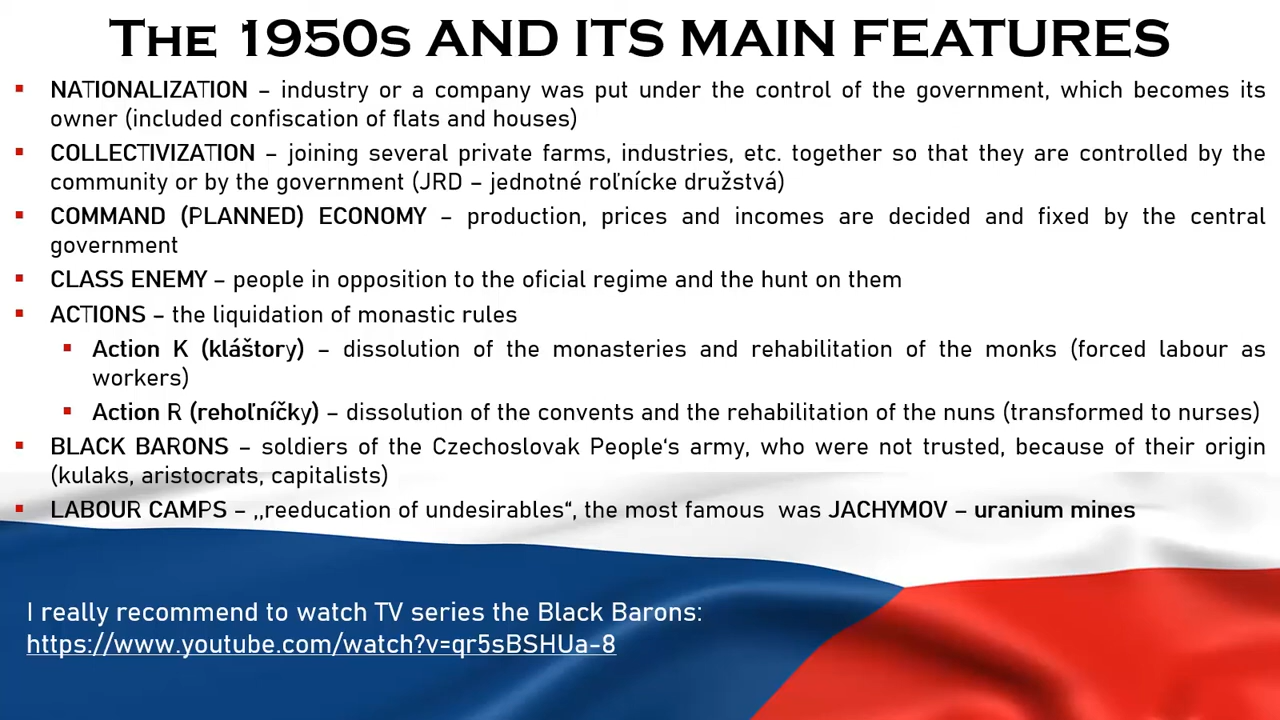 The 1950s AND ITS MAIN FEATURES
▪ NATIONALIZATION – industry or a company was put under the control of the government, which becomes its
owner (included confiscation of flats and houses)
▪ COLLECTIVIZATION – joining several private farms, industries, etc. together so that they are controlled by the
community or by the government (JRD – jednotné roľnícke družstvá)
▪ COMMAND (PLANNED) ECONOMY – production, prices and incomes are decided and fixed by the central
government
▪ CLASS ENEMY – people in opposition to the oficial regime and the hunt on them
▪ ACTIONS – the liquidation of monastic rules
▪ Action K (kláštory) – dissolution of the monasteries and rehabilitation of the monks (forced labour as
workers)
▪ Action R (rehoľníčky) – dissolution of the convents and the rehabilitation of the nuns (transformed to nurses)
▪ BLACK BARONS – soldiers of the Czechoslovak People‘s army, who were not trusted, because of their origin
(kulaks, aristocrats, capitalists)
▪ LABOUR CAMPS – ,,reeducation of undesirables“, the most famous was JACHYMOV – uranium mines
I really recommend to watch TV series the Black Barons:
https://www.youtube.com/watch?v=qr5sBSHUa-8